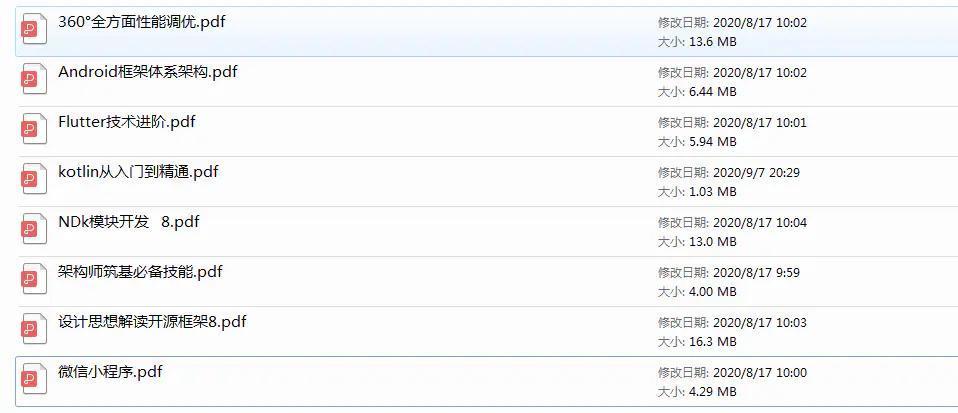 360°全方面性能调优.pdf
修改日期: 2020/8/17 10:02
大小: 13.6 MB
Android框架体系架构.pdf
修改日期: 2020/8/17 10:02
大小: 6.44 MB
Flutter技术进阶.pdf
修改日期: 2020/8/17 10:01
大小: 5.94 MB
kotlin从入门到精通.pdf
修改日期: 2020/9/7 20:29
大小: 1.03 MB
NDk模块开发   8.pdf
修改日期: 2020/8/17 10:04
大小: 13.0 MB
架构师筑基必备技能.pdf
修改日期: 2020/8/17 9:59
大小: 4.00 MB
设计思想解读开源框架8.pdf
修改日期: 2020/8/17 10:03
大小: 16.3 MB
微信小程序.pdf
修改日期: 2020/8/17 10:00
大小: 4.29 MB